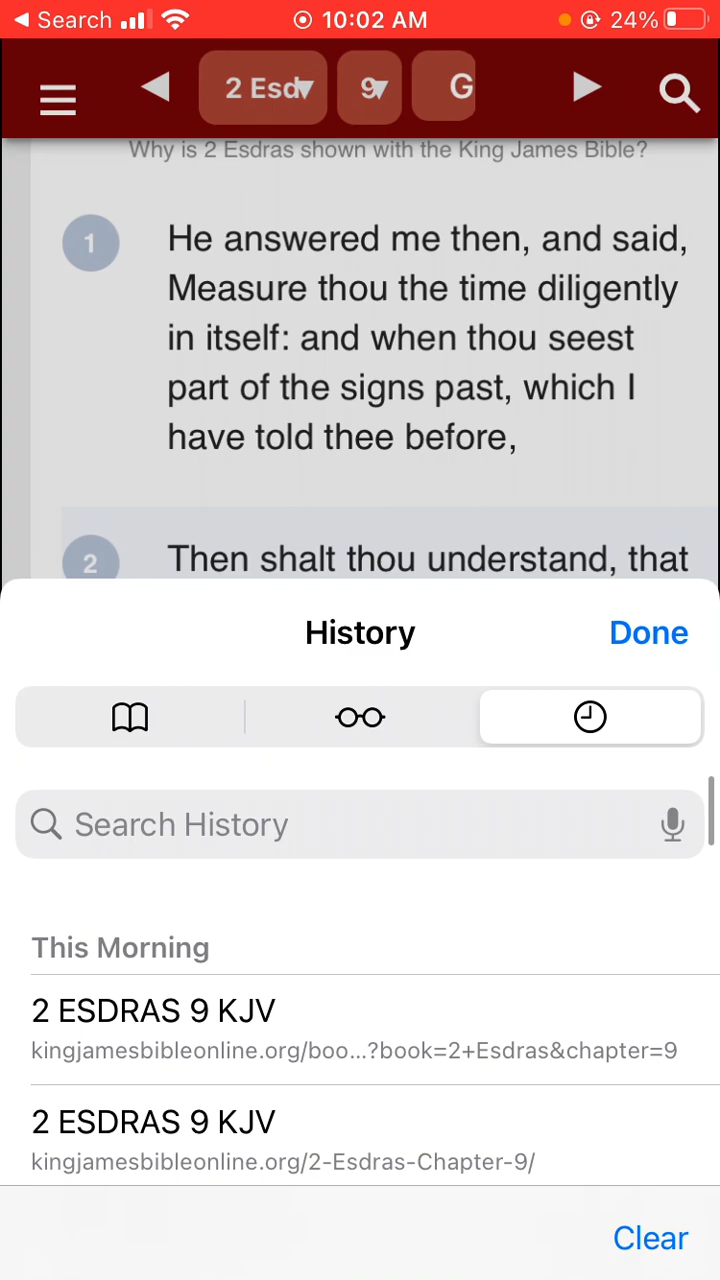 Search 10:02 AM 24%
2 Esd 9 G
Why is 2 Esdras shown with the King James Bible?
1 He answered me then, and said,
Measure thou the time diligently
in itself: and when thou seest
part of the signs past, which I
have told thee before,
2 Then shalt thou understand, that
History Done
Search History
This Morning
2 ESDRAS 9 KJV
kingjamesbibleonline.org/boo...?book=2+Esdras&chapter=9
2 ESDRAS 9 KJV
kingjamesbibleonline.org/2-Esdras-Chapter-9/
Clear